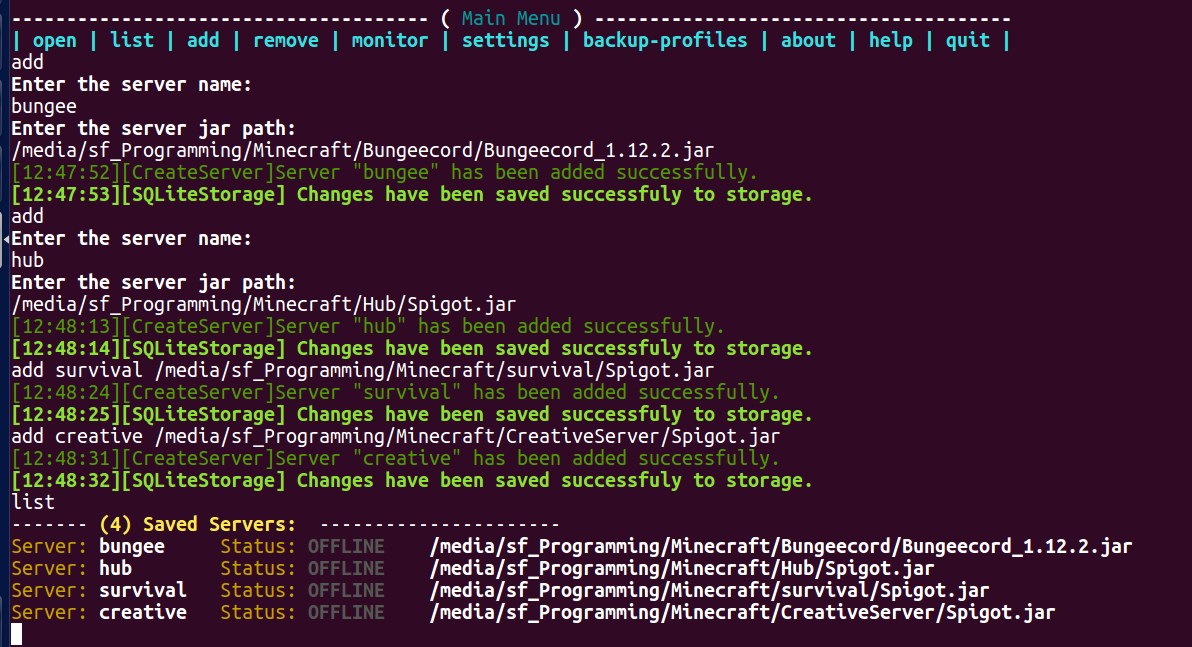 -------------------------------------- ( Main Menu ) --------------------------------------
| open | list | add | remove | monitor | settings | backup-profiles | about | help | quit |
add
Enter the server name:
bungee
Enter the server jar path:
/media/sf_Programming/Minecraft/Bungeecord/Bungeecord_1.12.2.jar
[12:47:52][CreateServer]Server "bungee" has been added successfully.
[12:47:53][SQLiteStorage] Changes have been saved successfuly to storage.
add
Enter the server name:
hub
Enter the server jar path:
/media/sf_Programming/Minecraft/Hub/Spigot.jar
[12:48:13][CreateServer]Server "hub" has been added successfully.
[12:48:14][SQLiteStorage] Changes have been saved successfuly to storage.
add survival /media/sf_Programming/Minecraft/survival/Spigot.jar
[12:48:24][CreateServer]Server "survival" has been added successfully.
[12:48:25][SQLiteStorage] Changes have been saved successfuly to storage.
add creative /media/sf_Programming/Minecraft/CreativeServer/Spigot.jar
[12:48:31][CreateServer]Server "creative" has been added successfully.
[12:48:32][SQLiteStorage] Changes have been saved successfuly to storage.
list
------- (4) Saved Servers:  ----------------------
Server: bungee     Status: OFFLINE    /media/sf_Programming/Minecraft/Bungeecord/Bungeecord_1.12.2.jar
Server: hub        Status: OFFLINE    /media/sf_Programming/Minecraft/Hub/Spigot.jar
Server: survival   Status: OFFLINE    /media/sf_Programming/Minecraft/survival/Spigot.jar
Server: creative   Status: OFFLINE    /media/sf_Programming/Minecraft/CreativeServer/Spigot.jar